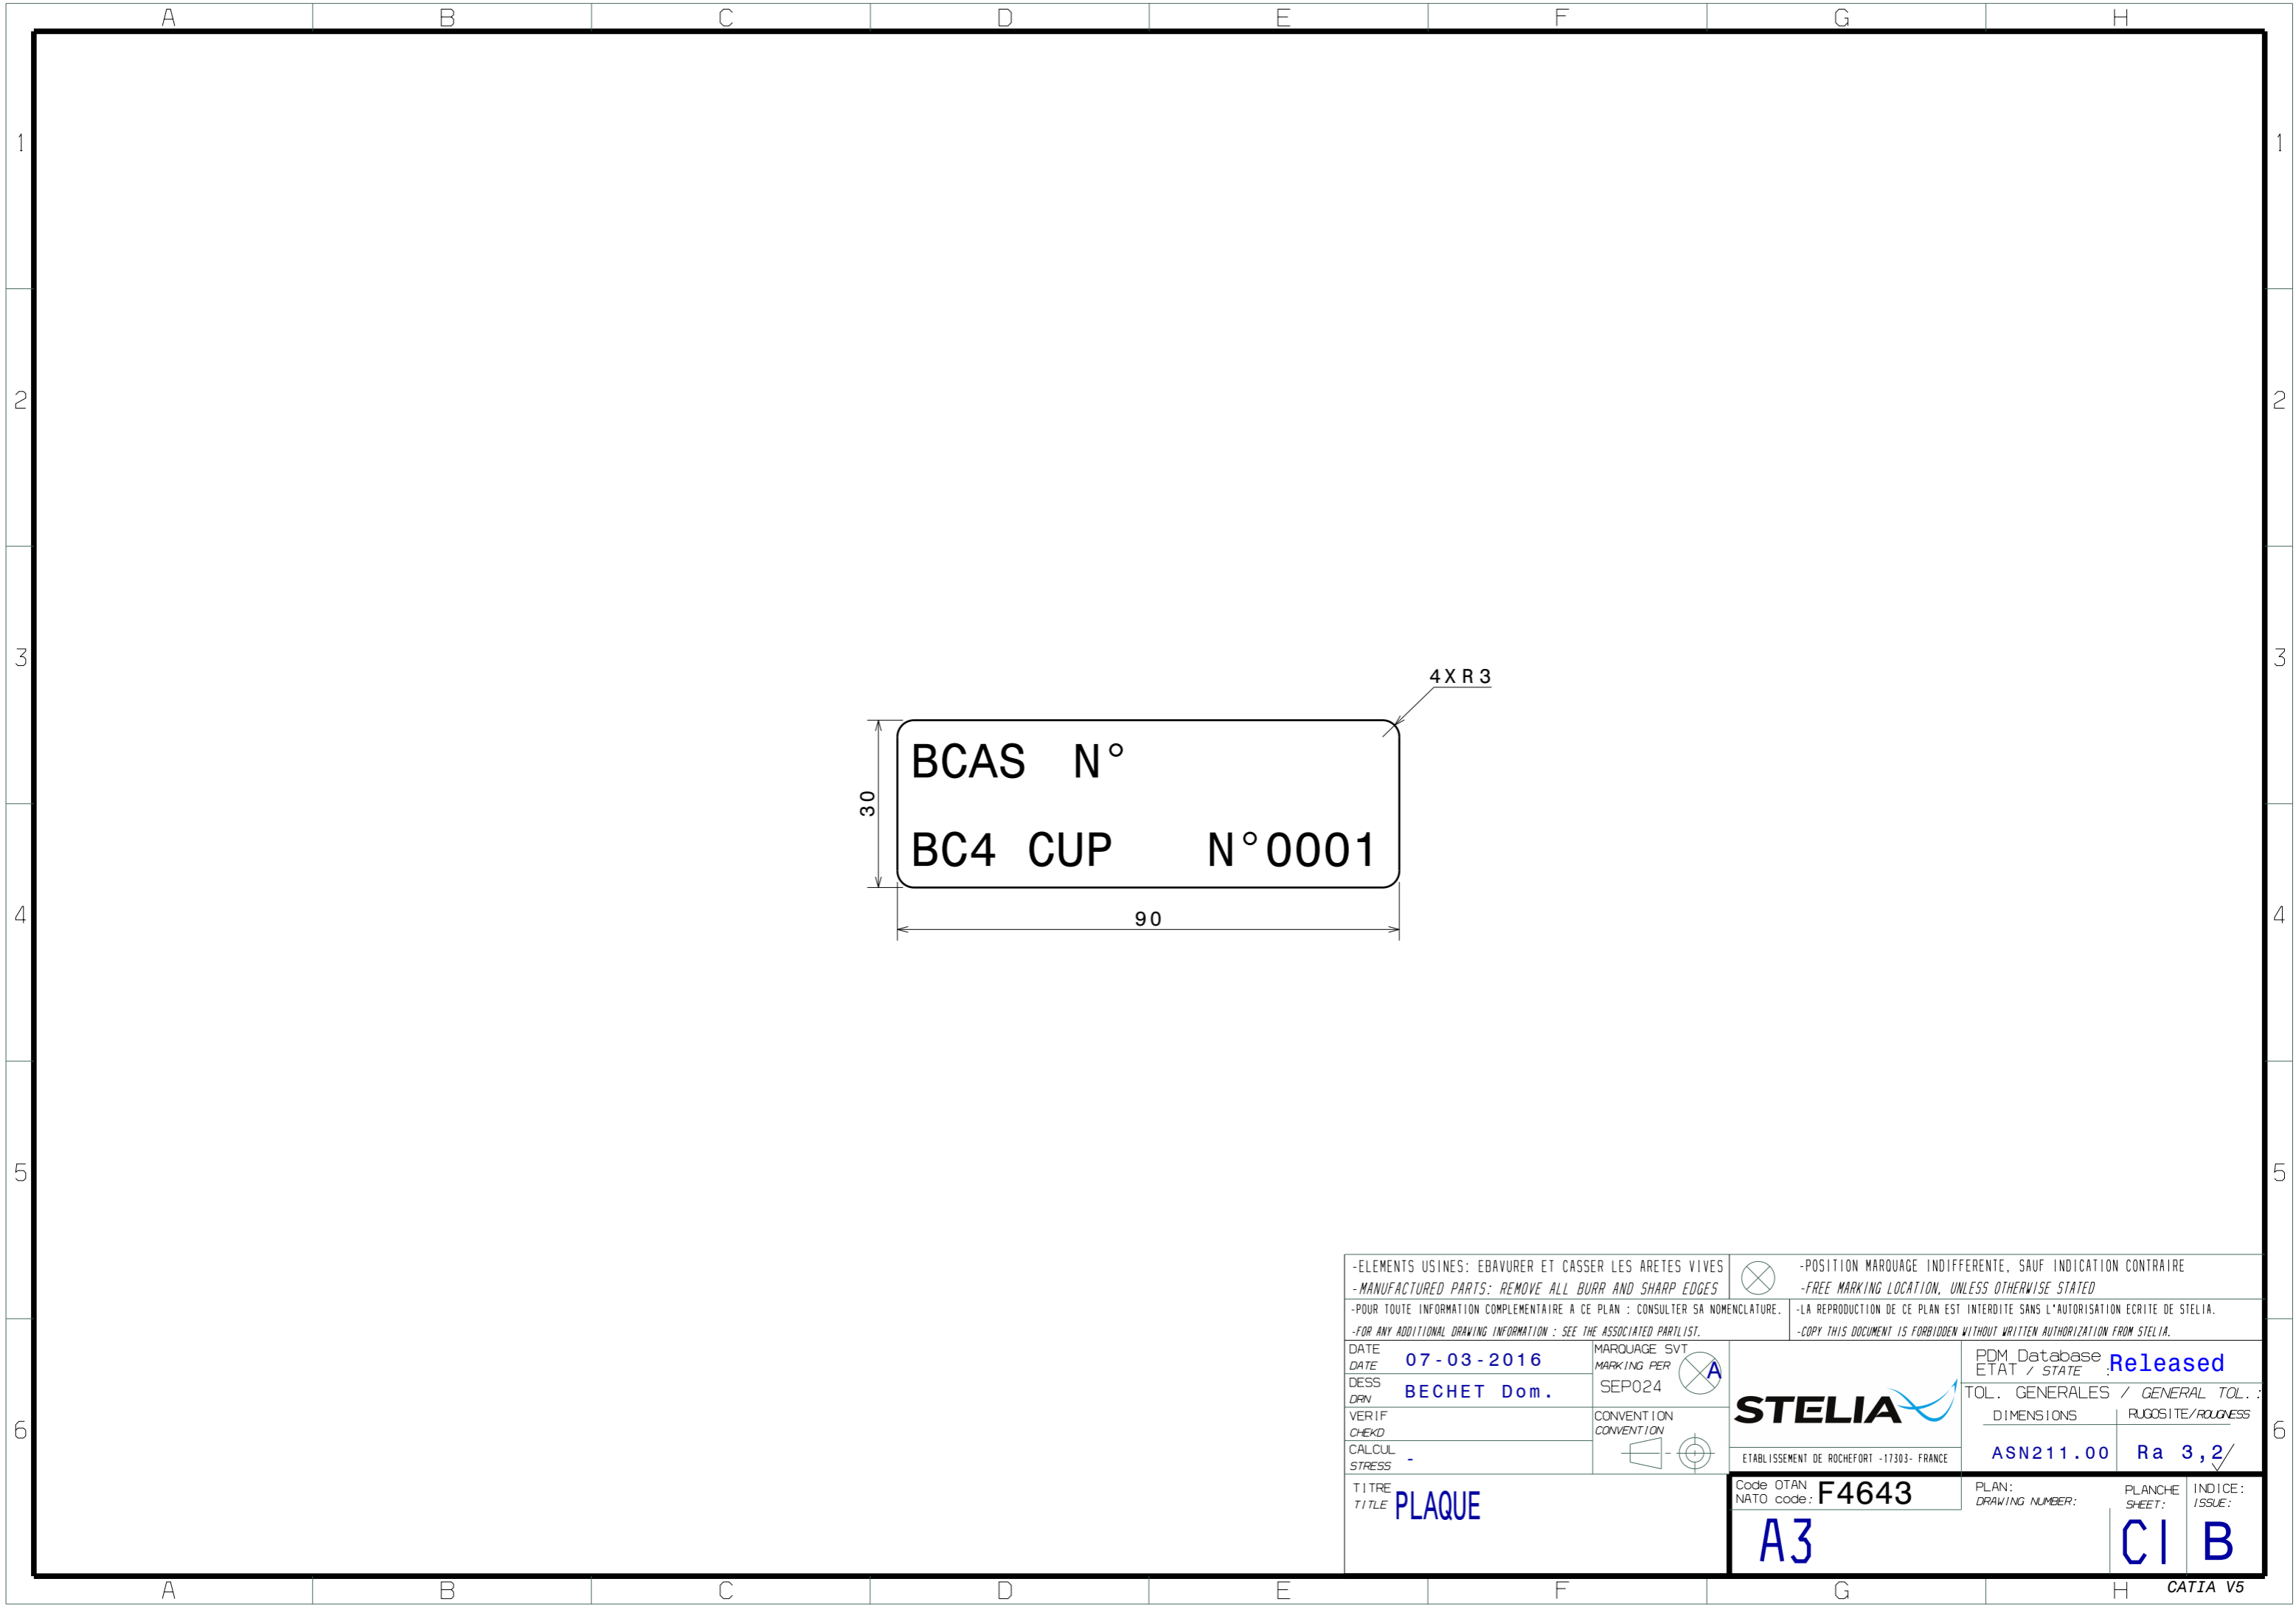 A B C D E F G H
1 1
2 2
3 3
4XR3
BCAS N°
30
BC4 CUP N°0001
4 4
90
5 5
-ELEMENTS USINES: EBAVURER ET CASSER LES ARETES VIVES
-MANUFACTURED PARTS: REMOVE ALL BURR AND SHARP EDGES
-POSITION MARQUAGE INDIFFERENTE, SAUF INDICATION CONTRAIRE
-FREE MARKING LOCATION, UNLESS OTHERWISE STATED
-POUR TOUTE INFORMATION COMPLEMENTAIRE A CE PLAN : CONSULTER SA NOMENCLATURE.
-FOR ANY ADDITIONAL DRAWING INFORMATION : SEE THE ASSOCIATED PARTLIST.
-LA REPRODUCTION DE CE PLAN EST INTERDITE SANS L'AUTORISATION ECRITE DE STELIA.
-COPY THIS DOCUMENT IS FORBIDDEN WITHOUT WRITTEN AUTHORIZATION FROM STELIA.
DATE
DATE
07-03-2016
DESS
DRN
BECHET Dom.
VERIF
CHEKD
CALCUL
STRESS
-
MARQUAGE SVT
MARKING PER
SEP024
A
CONVENTION
CONVENTION
STELIA
ETABLISSEMENT DE ROCHEFORT -17303- FRANCE
PDM Database
ETAT / STATE : Released
TOL. GENERALES / GENERAL TOL. :
DIMENSIONS
ASN211.00
RUGOSITE/ROUGNESS
Ra 3,2
6 6
TITRE
TITLE
PLAQUE
Code OTAN
NATO code: F4643
A3
PLAN:
DRAWING NUMBER:
PLANCHE
SHEET:
C1
INDICE:
ISSUE:
B
A B C D E F G H
CATIA V5